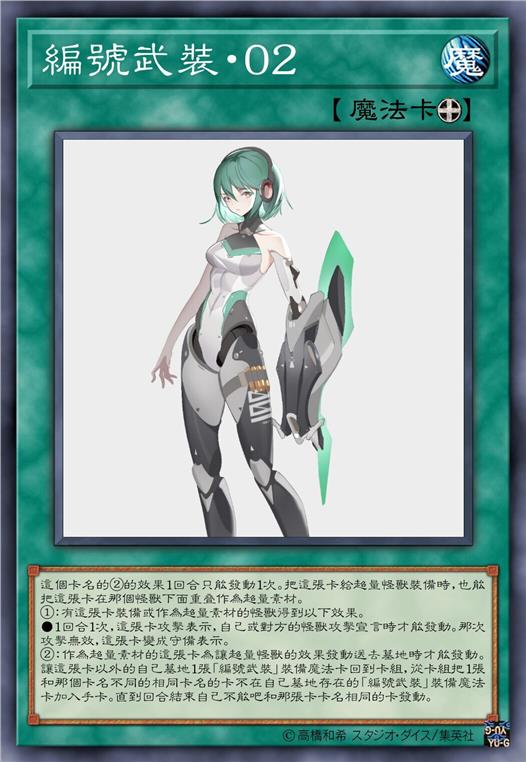 編號武裝・02
魔
【魔法卡】
這個卡名的②的效果1回合只能發動1次。把這張卡給超量怪獸裝備時,也能
把這張卡在那個怪獸下面重疊作為超量素材。
①:有這張卡裝備或作為超量素材的怪獸得到以下效果。
●1回合1次,這張卡攻擊表示,自己或對方的怪獸攻擊宣言時才能發動。那次
攻擊無效,這張卡變成守備表示。
②:作為超量素材的這張卡為讓超量怪獸的效果發動送去墓地時才能發動。
讓這張卡以外的自己墓地1張「編號武裝」裝備魔法卡回到卡組,從卡組把1張
和那個卡名不同的相同卡名的卡不在自己墓地存在的「編號武裝」裝備魔法
卡加入手卡。直到回合結束自己不能吧和那張卡卡名相同的卡發動。
©高橋和希 スタジオ・ダイス/集英社
YU-G